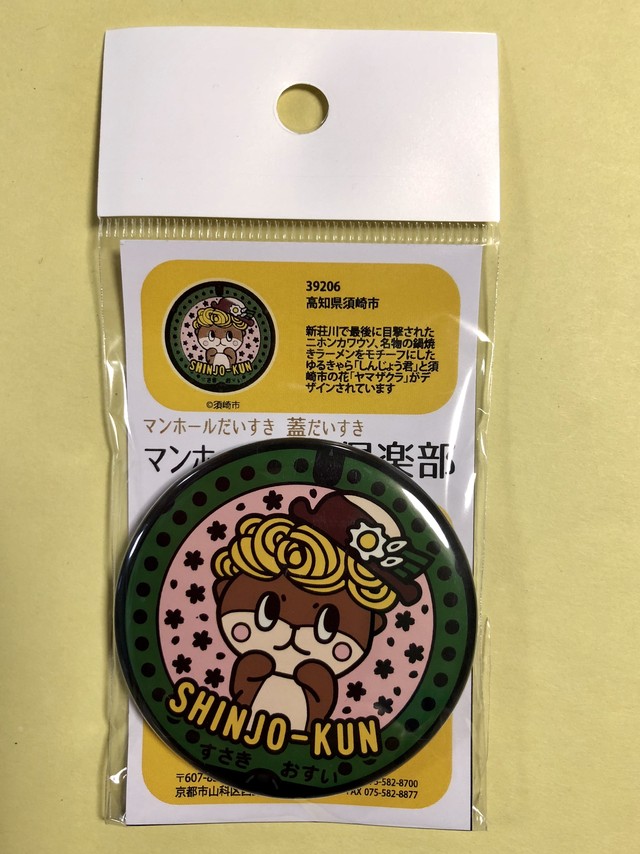 39206
高知県須崎市
新荘川で最後に目撃された
ニホンカワウソ、名物の鍋焼
きラーメンをモチーフにした
ゆるきゃら「しんじょう君」と須
崎市の花「ヤマザクラ」がデ
ザインされています
SHINJO-KUN
©須崎市
マンホールだいすき 蓋だいすき
マンホ 倶楽部
SHINJO-KUN
すさき おすい
〒607-8 75-582-8700
京都市山科区 FAX 075-582-8877